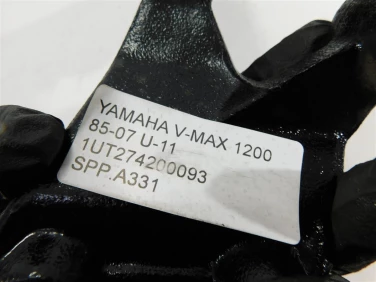 YAMAHA V-MAX 1200
85-07 U-11
1UT274200093
SPP.A331